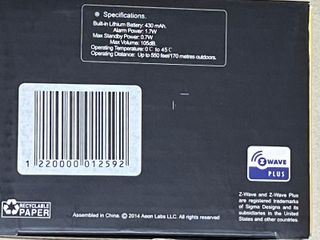 Specifications.
Built-in Lithium Battery: 430 mAh.
Alarm Power: 1.7W
Max Standby Power: 0.7W
Max Volume: 105dB.
Operating Temperature: 0℃ to 45℃
Operating Distance: Up to 550 feet/170 metres outdoors.
1 220000 012592
Z WAVE
PLUS
Z-Wave and Z-Wave Plus
are registered trademarks
of Sigma Designs and its
subsidiaries in the United
States and other countries.
RECYCLABLE
PAPER
Assembled in China. © 2014 Aeon Labs LLC. All rights reserved